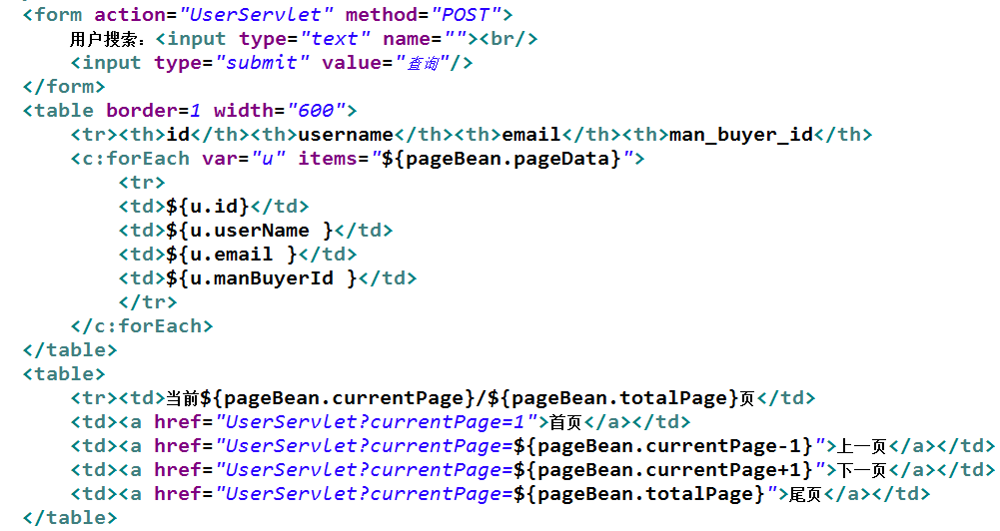 <form action="UserServlet" method="POST">
用户搜索：<input type="text" name=""><br/>
<input type="submit" value="查询"/>
</form>
<table border=1 width="600">
<tr><th>id</th><th>username</th><th>email</th><th>man_buyer_id</th>
<c:forEach var="u" items="${pageBean.pageData}">
<tr>
<td>${u.id}</td>
<td>${u.userName }</td>
<td>${u.email }</td>
<td>${u.manBuyerId }</td>
</tr>
</c:forEach>
</table>
<table>
<tr><td>当前${pageBean.currentPage}/${pageBean.totalPage}页</td>
<td><a href="UserServlet?currentPage=1">首页</a></td>
<td><a href="UserServlet?currentPage=${pageBean.currentPage-1}">上一页</a></td>
<td><a href="UserServlet?currentPage=${pageBean.currentPage+1}">下一页</a></td>
<td><a href="UserServlet?currentPage=${pageBean.totalPage}">尾页</a></td>
</table>